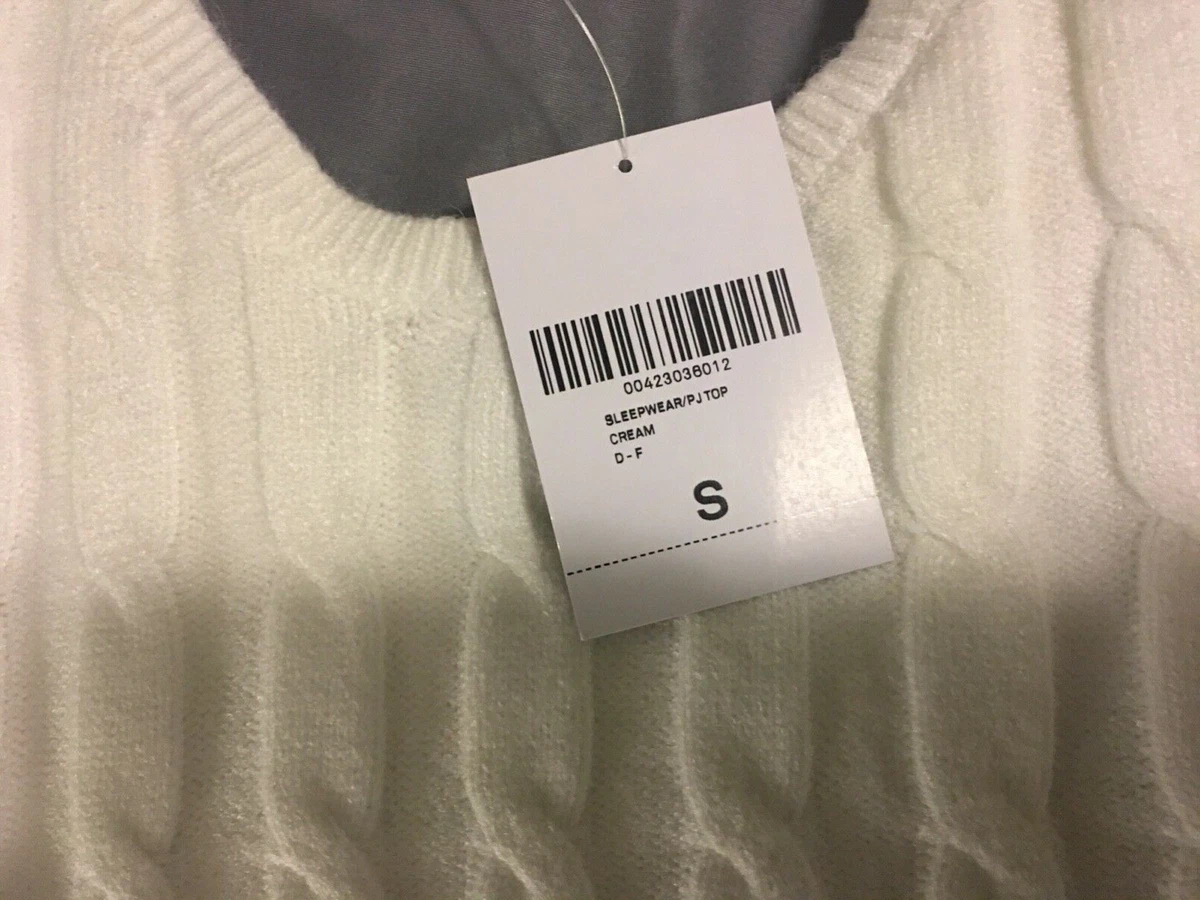 00423036012
SLEEPWEAR/PJ TOP
CREAM
D-F
S